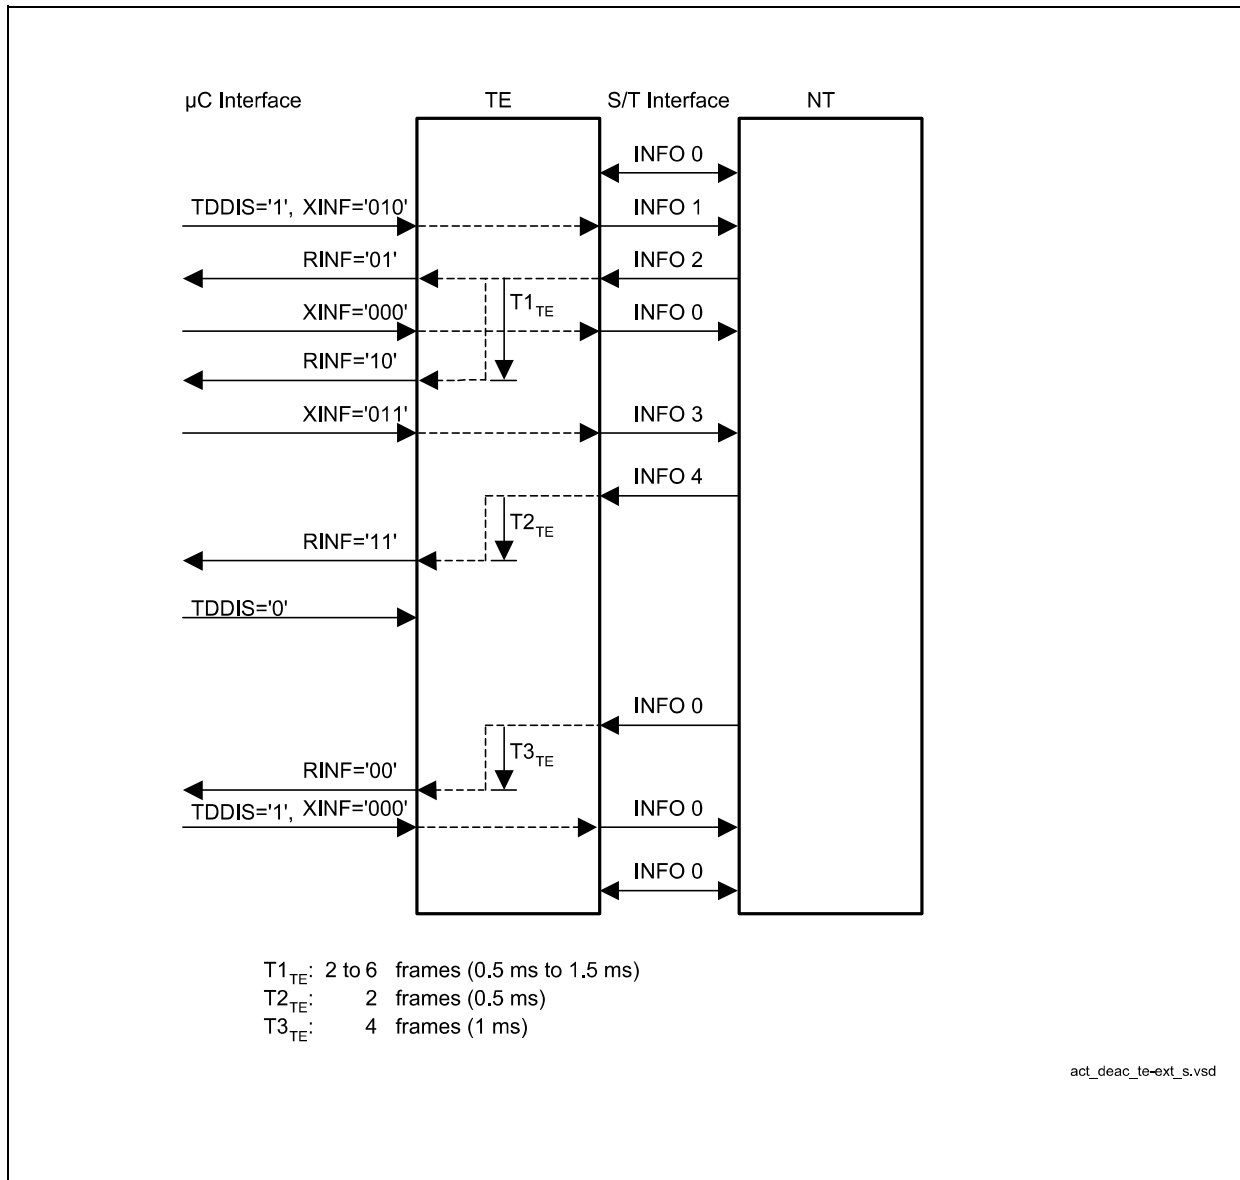 µC Interface TE S/T Interface NT
INFO 0
TDDIS='1', XINF='010' INFO 1
RINF='01' INFO 2
T1TE
XINF='000' INFO 0
RINF='10'
XINF='011' INFO 3
INFO 4
T2TE
RINF='11'
TDDIS='0'
INFO 0
T3TE
RINF='00'
TDDIS='1', XINF='000' INFO 0
INFO 0
T1TE: 2 to 6 frames (0.5 ms to 1.5 ms)
T2TE: 2 frames (0.5 ms)
T3TE: 4 frames (1 ms)
act_deac_te-ext_s.vsd